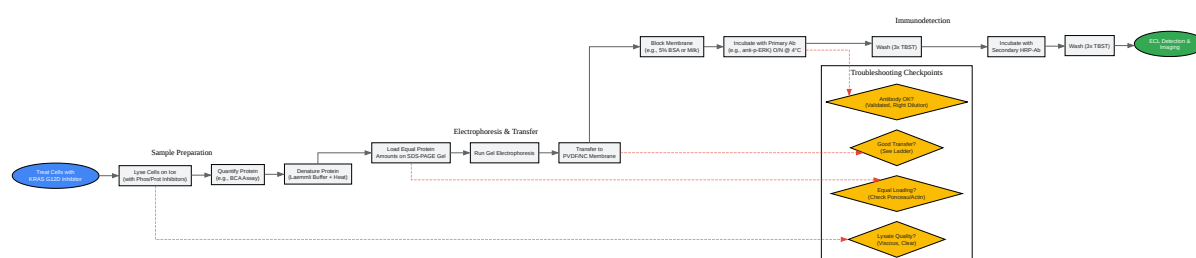 Immunodetection
Block Membrane
(e.g., 5% BSA or Milk)
Incubate with Primary Ab
(e.g., anti-p-ERK) O/N @ 4°C
Wash (3x TBST)
Incubate with
Secondary HRP-Ab
Wash (3x TBST)
ECL Detection &
Imaging
Troubleshooting Checkpoints
Antibody OK?
(Validated, Right Dilution)
Electrophoresis & Transfer
Load Equal Protein
Amounts on SDS-PAGE Gel
Run Gel Electrophoresis
Transfer to
PVDF/NC Membrane
Good Transfer?
(See Ladder)
Sample Preparation
Treat Cells with
KRAS G12D Inhibitor
Lyse Cells on Ice
(with Phos/Prot Inhibitors)
Quantify Protein
(e.g., BCA Assay)
Denature Protein
(Laemmli Buffer + Heat)
Equal Loading?
(Check Ponceau/Actin)
Lysate Quality?
(Viscous, Clear)